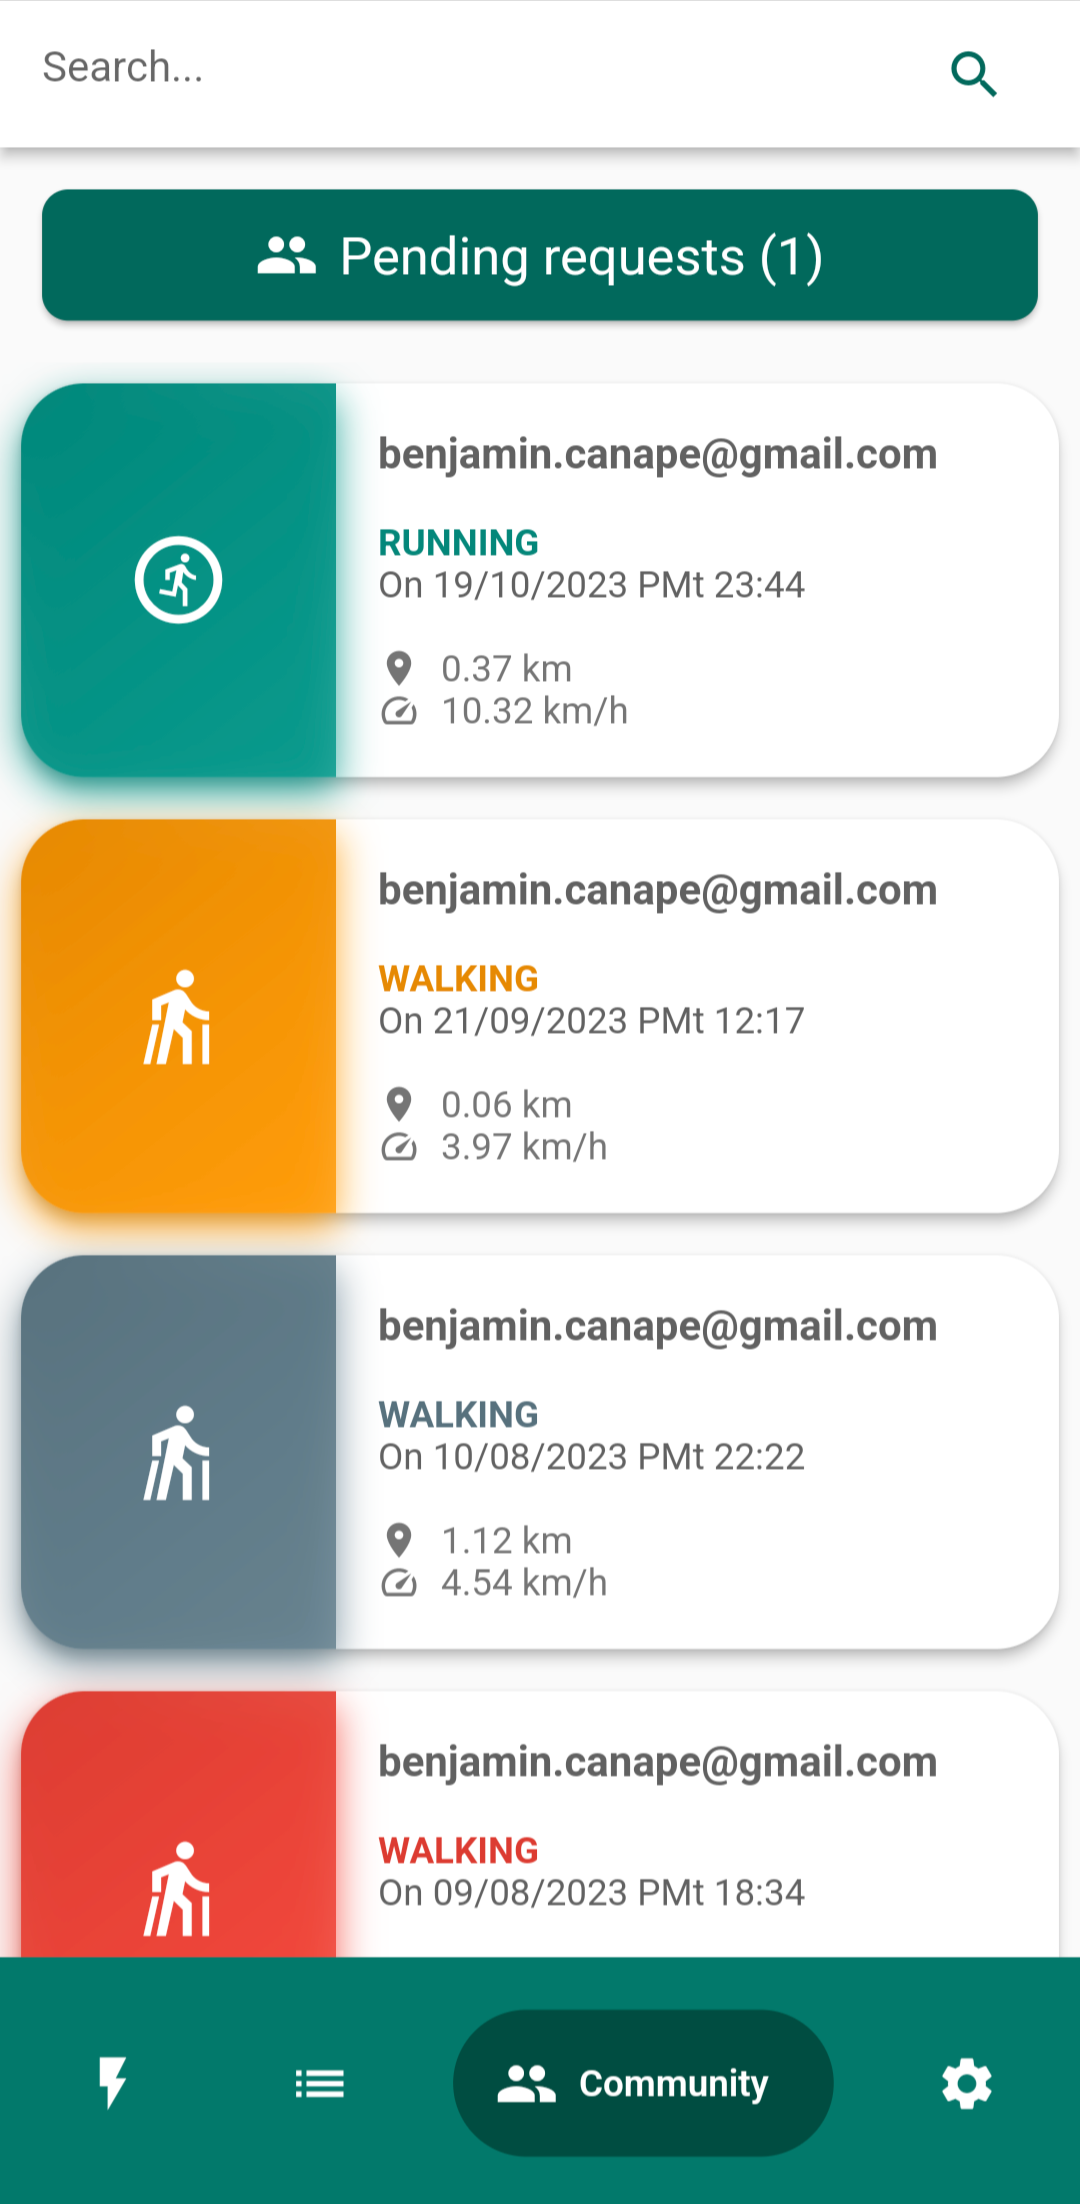 Search...
Pending requests (1)
benjamin.canape@gmail.com
RUNNING
On 19/10/2023 PMt 23:44
0.37 km
10.32 km/h
benjamin.canape@gmail.com
WALKING
On 21/09/2023 PMt 12:17
0.06 km
3.97 km/h
benjamin.canape@gmail.com
WALKING
On 10/08/2023 PMt 22:22
1.12 km
4.54 km/h
benjamin.canape@gmail.com
WALKING
On 09/08/2023 PMt 18:34
Community